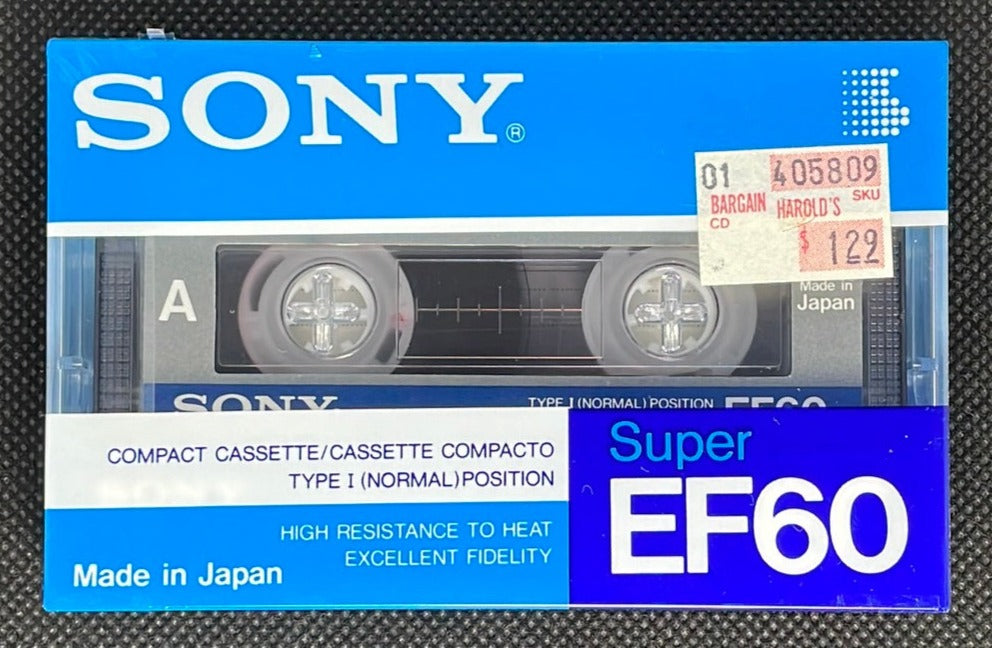 SONY®
01 405809
BARGAIN HAROLD'S SKU
CD
$ 129
A
Made in
Japan
SONY
TYPE I (NORMAL) POSITION EF60
COMPACT CASSETTE/CASSETTE COMPACTO
TYPE I (NORMAL) POSITION
Super
EF60
HIGH RESISTANCE TO HEAT
EXCELLENT FIDELITY
Made in Japan